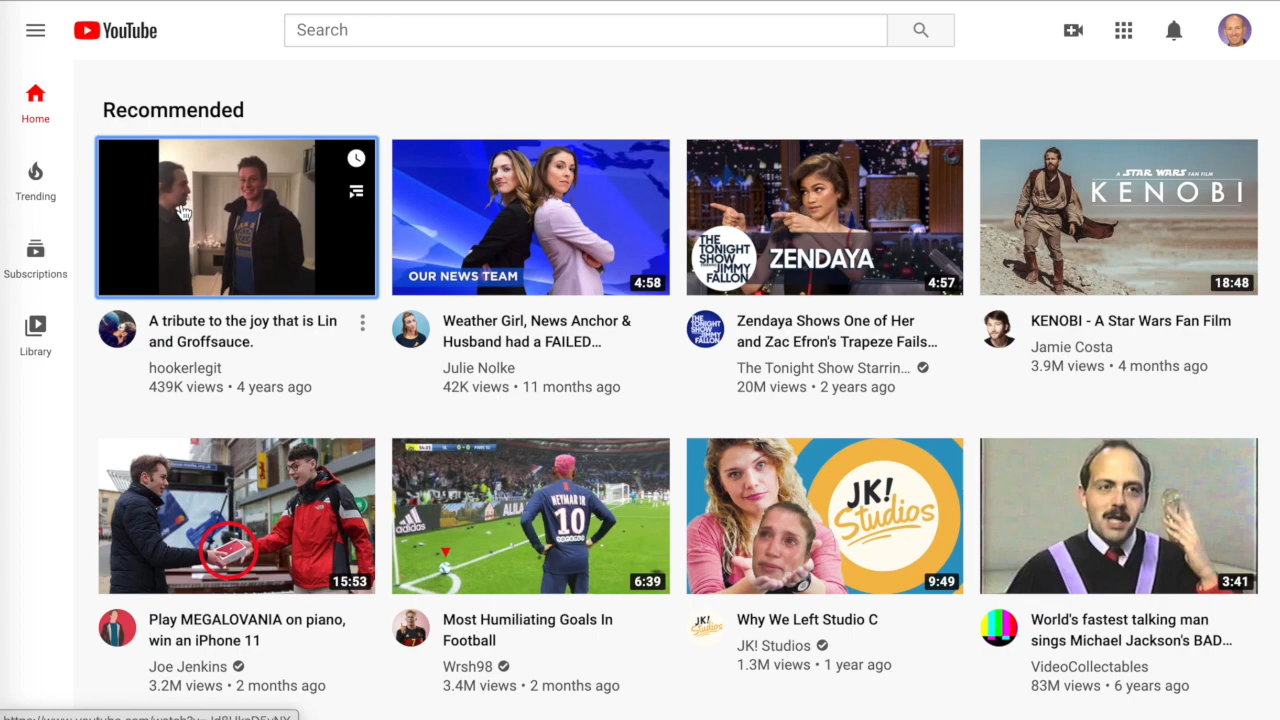 YouTube
Search
Home
Trending
Subscriptions
Library
Recommended
OUR NEWS TEAM
4:58
THE
TONIGHT
SHOW
STARRING
JIMMY
FALLON
ZENDAYA
4:57
A STAR WARS FAN FILM
KENOBI
18:48
A tribute to the joy that is Lin
and Groffsauce.
hookerlegit
439K views • 4 years ago
Weather Girl, News Anchor &
Husband had a FAILED...
Julie Nolke
42K views • 11 months ago
Zendaya Shows One of Her
and Zac Efron's Trapeze Fails...
The Tonight Show Starrin...
20M views • 2 years ago
KENOBI - A Star Wars Fan Film
Jamie Costa
3.9M views • 4 months ago
15:53
adidas
NEYMAR JR
10
6:39
JK!
Studios
9:49
3:41
Play MEGALOVANIA on piano,
win an iPhone 11
Joe Jenkins
3.2M views • 2 months ago
Most Humiliating Goals In
Football
Wrsh98
3.4M views • 2 months ago
JK!
Studios
Why We Left Studio C
JK! Studios
1.3M views • 1 year ago
World's fastest talking man
sings Michael Jackson's BAD...
VideoCollectables
83M views • 6 years ago